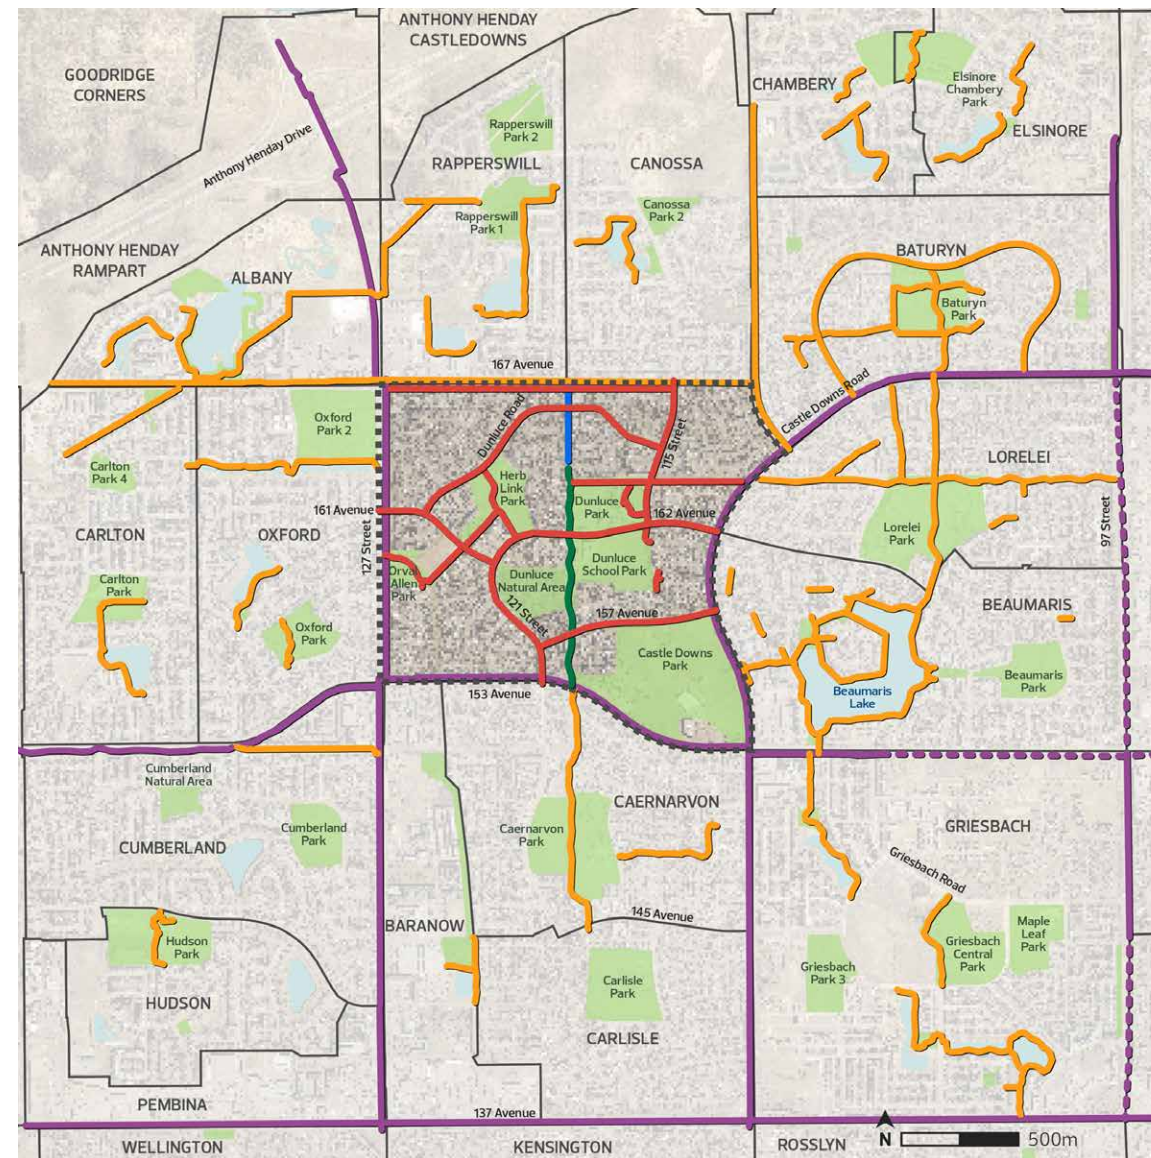 ANTHONY HENDAY
CASTLEDOWNS
GOODRIDGE
CORNERS
CHAMBERY
Elsinore
Chambery
Park
ELSINORE
Rapperswill
Park 2
Anthony Henday Drive
RAPPERSWILL
CANOSSA
Canossa
Park 2
Rapperswill
Park 1
ANTHONY HENDAY
RAMPART
ALBANY
BATURYN
Baturyn
Park
167 Avenue
Castle Downs Road
Oxford
Park 2
Dunluce Road
115 Street
Carlton
Park 4
LORELEI
Herb
Link
Park
Dunluce
Park
161 Avenue
162 Avenue
97 Street
CARLTON
OXFORD
127 Street
Lorelei
Park
Orval
Allen
Park
Dunluce
Natural Area
Dunluce
School Park
Carlton
Park
121 Street
157 Avenue
BEAUMARIS
Oxford
Park
Castle Downs
Park
Beaumaris
Park
153 Avenue
Beaumaris
Lake
Cumberland
Natural Area
CAERNARVON
Cumberland
Park
Caernarvon
Park
GRIESBACH
CUMBERLAND
Griesbach Road
145 Avenue
BARANOW
Maple
Leaf
Park
Hudson
Park
Griesbach
Central
Park
Griesbach
Park 3
Carlisle
Park
HUDSON
CARLISLE
PEMBINA
137 Avenue
WELLINGTON
KENSINGTON
ROSSLYN
N
500m